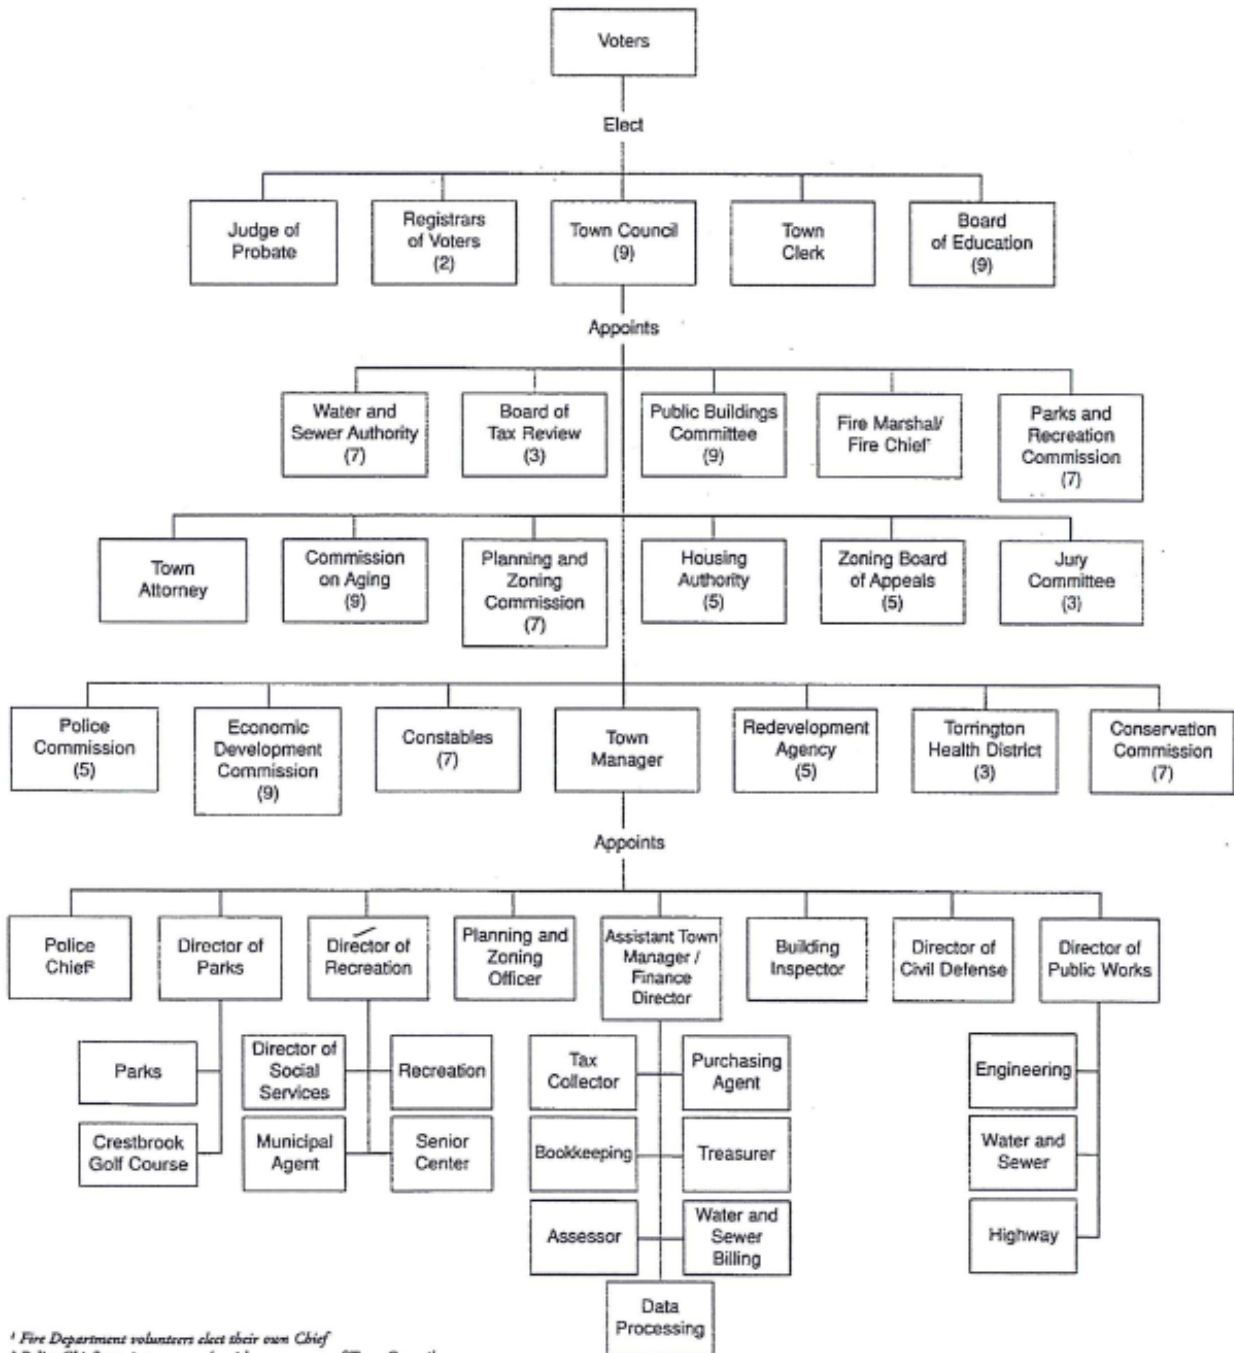 Voters
Elect
Judge of
Probate
Registrars
of Voters
(2)
Town Council
(9)
Town
Clerk
Board
of Education
(9)
Appoints
Water and
Sewer Authority
(7)
Board of
Tax Review
(3)
Public Buildings
Committee
(9)
Fire Marshal/
Fire Chief¹
Parks and
Recreation
Commission
(7)
Town
Attorney
Commission
on Aging
(9)
Planning and
Zoning
Commission
(7)
Housing
Authority
(5)
Zoning Board
of Appeals
(5)
Jury
Committee
(3)
Police
Commission
(5)
Economic
Development
Commission
(9)
Constables
(7)
Town
Manager
Redevelopment
Agency
(5)
Torrington
Health District
(3)
Conservation
Commission
(7)
Appoints
Police
Chief²
Director of
Parks
Director of
Recreation
Planning and
Zoning
Officer
Assistant Town
Manager /
Finance
Director
Building
Inspector
Director of
Civil Defense
Director of
Public Works
Parks
Crestbrook
Golf Course
Director of
Social
Services
Recreation
Municipal
Agent
Senior
Center
Tax
Collector
Purchasing
Agent
Bookkeeping
Treasurer
Assessor
Water and
Sewer
Billing
Data
Processing
Engineering
Water and
Sewer
Highway
¹ Fire Department volunteers elect their own Chief